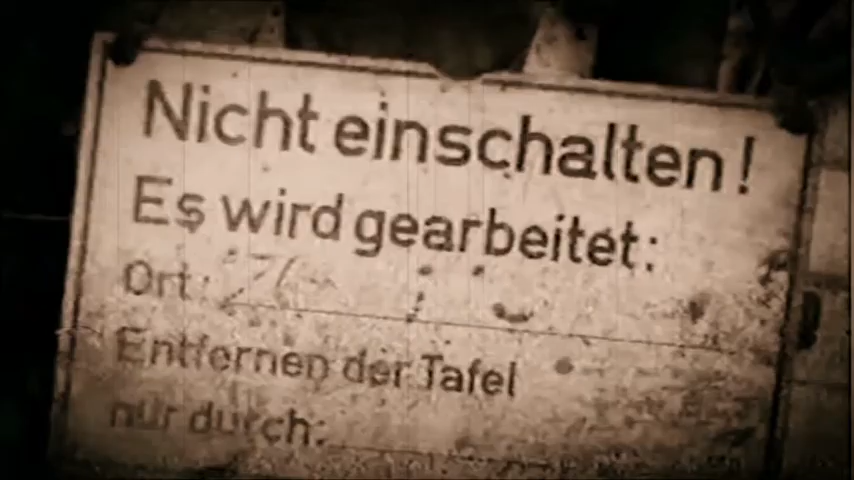 Nicht einschalten!
Es wird gearbeitet:
Ort:
Entfernen der Tafel
nur durch: